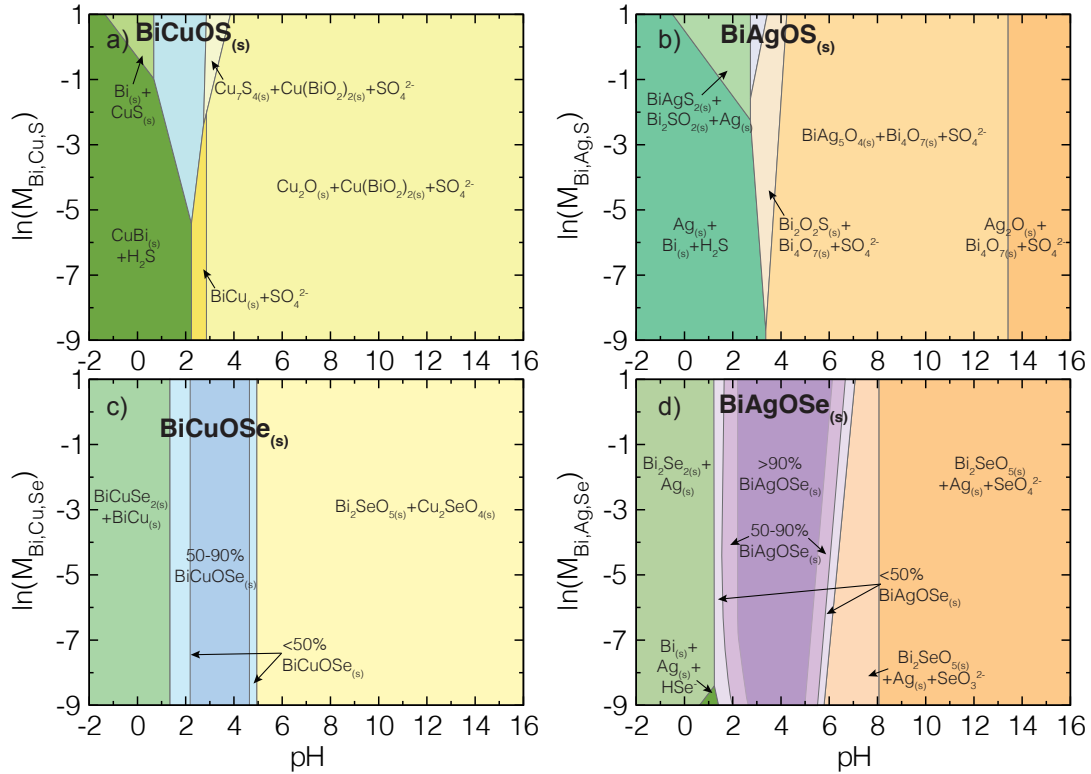 a) BiCuOS(s)
Bi(s)+
CuS(s)
Cu7S4(s)+Cu(BiO2)2(s)+SO4^2-
Cu2O(s)+Cu(BiO2)2(s)+SO4^2-
CuBi(s)
+H2S
BiCu(s)+SO4^2-
ln(M Bi,Cu,S)
1
-1
-3
-5
-7
-9
-2 0 2 4 6 8 10 12 14 16
b) BiAgOS(s)
BiAgS2(s)+
Bi2SO2(s)+Ag(s)
BiAg5O4(s)+Bi4O7(s)+SO4^2-
Ag(s)+
Bi(s)+H2S
Bi2O2S(s)+
Bi4O7(s)+SO4^2-
Ag2O(s)+
Bi4O7(s)+SO4^2-
ln(M Bi,Ag,S)
1
-1
-3
-5
-7
-9
-2 0 2 4 6 8 10 12 14 16
c) BiCuOSe(s)
BiCuSe2(s)
+BiCu(s)
50-90%
BiCuOSe(s)
<50%
BiCuOSe(s)
Bi2SeO5(s)+Cu2SeO4(s)
ln(M Bi,Cu,Se)
1
-1
-3
-5
-7
-9
-2 0 2 4 6 8 10 12 14 16
pH
d) BiAgOSe(s)
Bi2Se2(s)+
Ag(s)
>90%
BiAgOSe(s)
50-90%
BiAgOSe(s)
<50%
BiAgOSe(s)
Bi2SeO5(s)
+Ag(s)+SeO4^2-
Bi(s)+
Ag(s)+
HSe-
Bi2SeO5(s)
+Ag(s)+SeO3^2-
ln(M Bi,Ag,Se)
1
-1
-3
-5
-7
-9
-2 0 2 4 6 8 10 12 14 16
pH